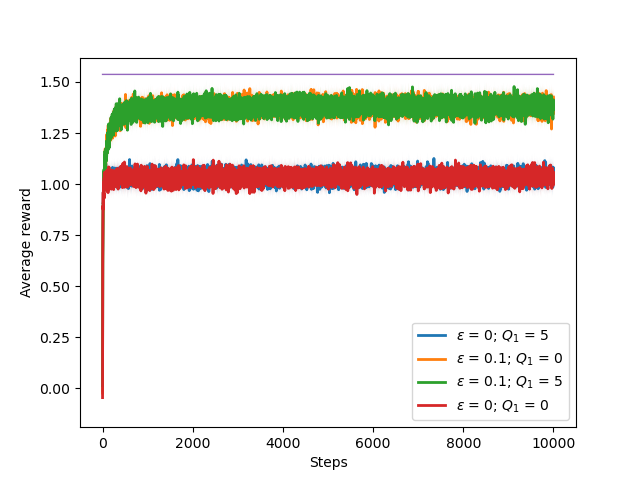 1.50
1.25
1.00
0.75
0.50
0.25
0.00
Average reward
0 2000 4000 6000 8000 10000
Steps
ε = 0; Q₁ = 5
ε = 0.1; Q₁ = 0
ε = 0.1; Q₁ = 5
ε = 0; Q₁ = 0